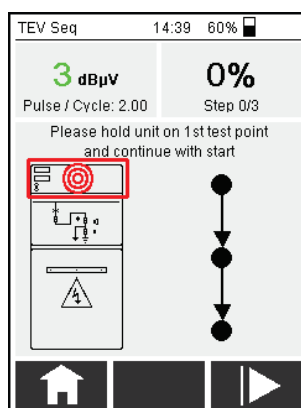 TEV Seq 14:39 60%
3 dBµV
Pulse / Cycle: 2.00
0%
Step 0/3
Please hold unit on 1st test point
and continue with start